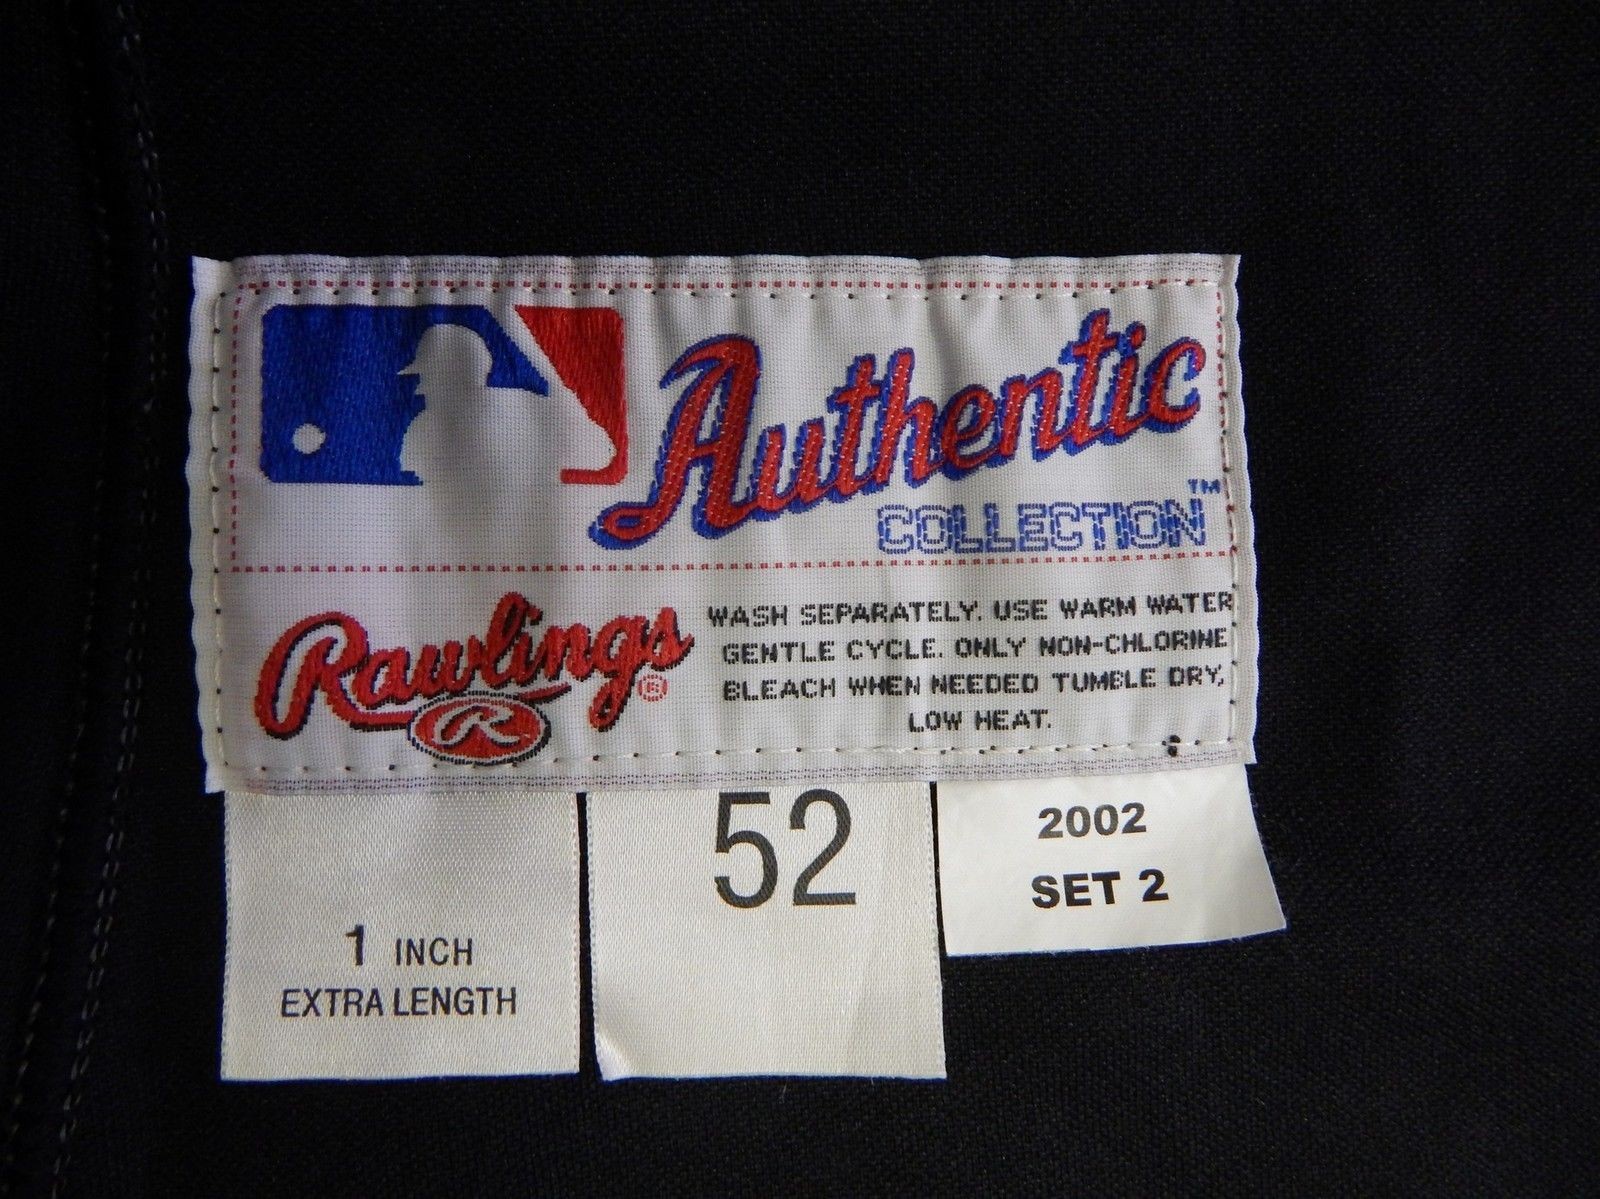 Authentic
COLLECTION™
Rawlings®
R
WASH SEPARATELY. USE WARM WATER
GENTLE CYCLE. ONLY NON-CHLORINE
BLEACH WHEN NEEDED TUMBLE DRY,
LOW HEAT.
1 INCH
EXTRA LENGTH
52
2002
SET 2